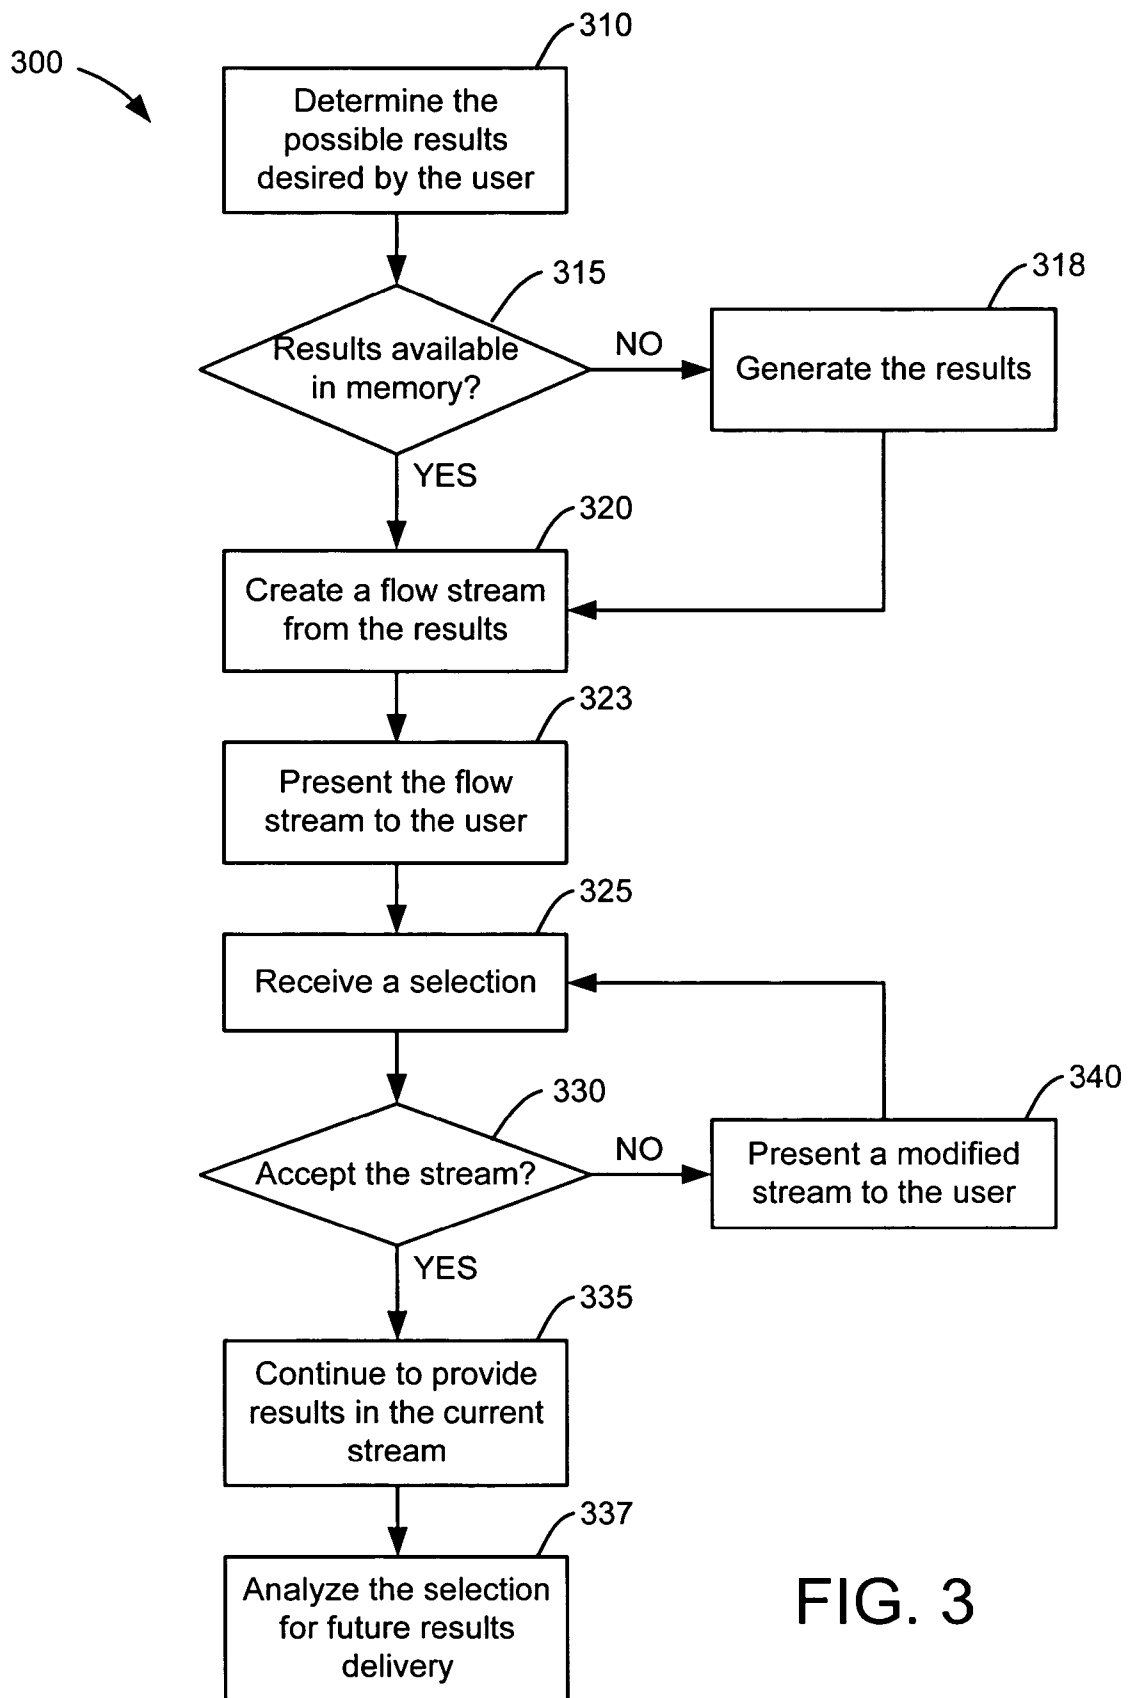 300
310
Determine the
possible results
desired by the user
315
Results available
in memory?
NO
318
Generate the results
YES
320
Create a flow stream
from the results
323
Present the flow
stream to the user
325
Receive a selection
330
Accept the stream?
NO
340
Present a modified
stream to the user
YES
335
Continue to provide
results in the current
stream
337
Analyze the selection
for future results
delivery
FIG. 3